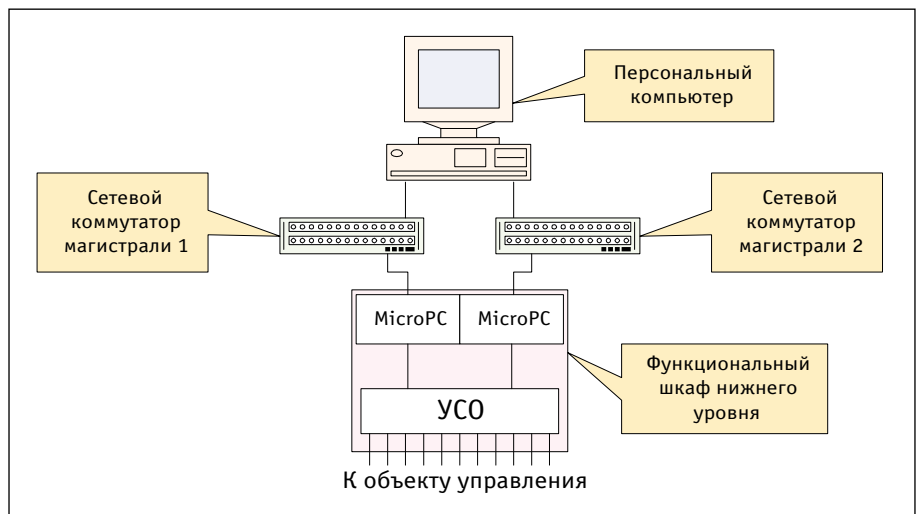 Персональный
компьютер
Сетевой
коммутатор
магистрали 1
Сетевой
коммутатор
магистрали 2
MicroPC
MicroPC
Функциональный
шкаф нижнего
уровня
УСО
К объекту управления